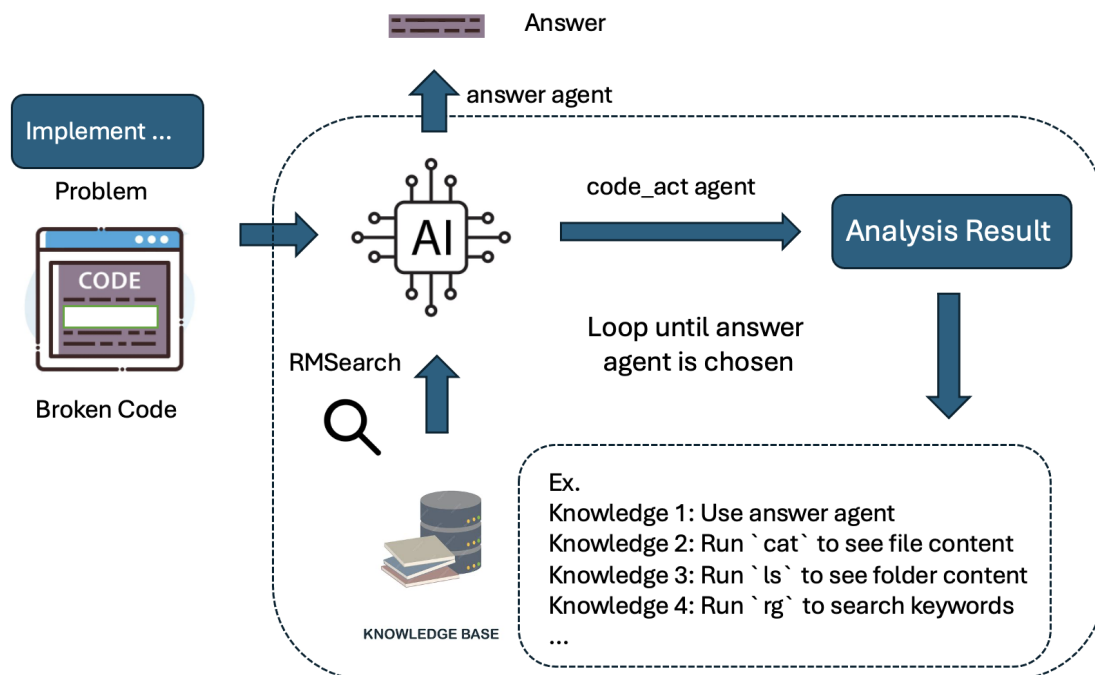 Answer
answer agent
Implement ...
Problem
CODE
Broken Code
AI
code_act agent
Analysis Result
Loop until answer
agent is chosen
RMSearch
KNOWLEDGE BASE
Ex.
Knowledge 1: Use answer agent
Knowledge 2: Run `cat` to see file content
Knowledge 3: Run `ls` to see folder content
Knowledge 4: Run `rg` to search keywords
...